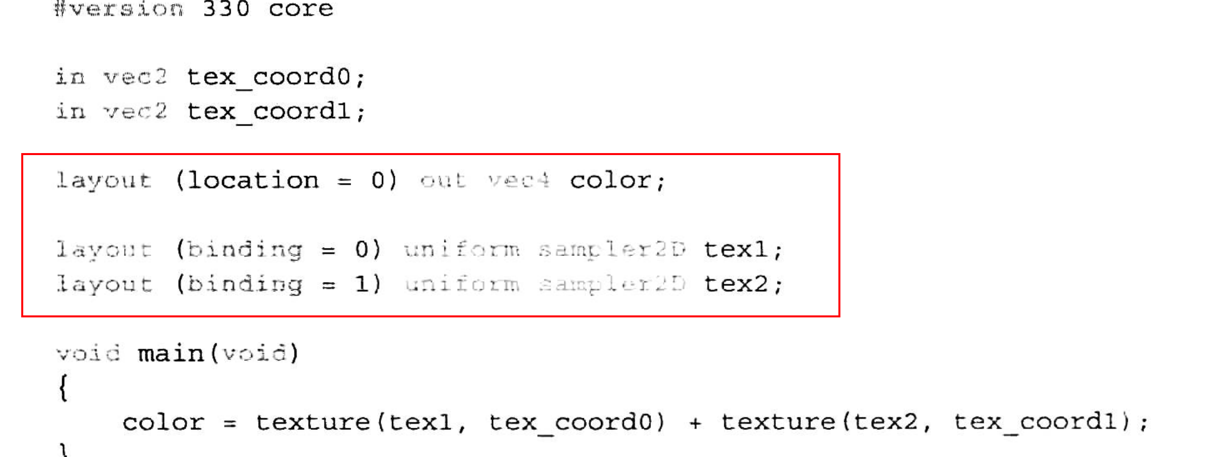 #version 330 core
in vec2 tex_coord0;
in vec2 tex_coord1;
layout (location = 0) out vec4 color;
layout (binding = 0) uniform sampler2D tex1;
layout (binding = 1) uniform sampler2D tex2;
void main(void)
{
color = texture(tex1, tex_coord0) + texture(tex2, tex_coord1);
}